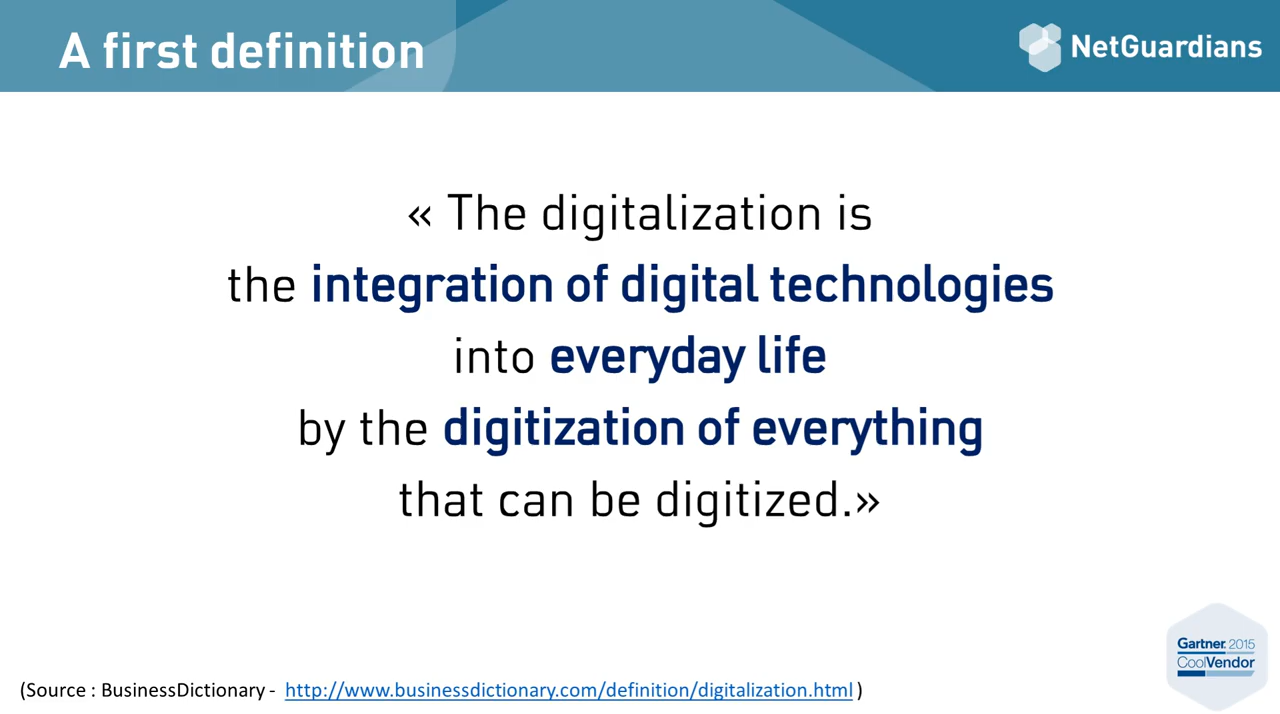 A first definition
NetGuardians
« The digitalization is
the integration of digital technologies
into everyday life
by the digitization of everything
that can be digitized.»
Gartner 2015
CoolVendor
(Source : BusinessDictionary - http://www.businessdictionary.com/definition/digitalization.html )